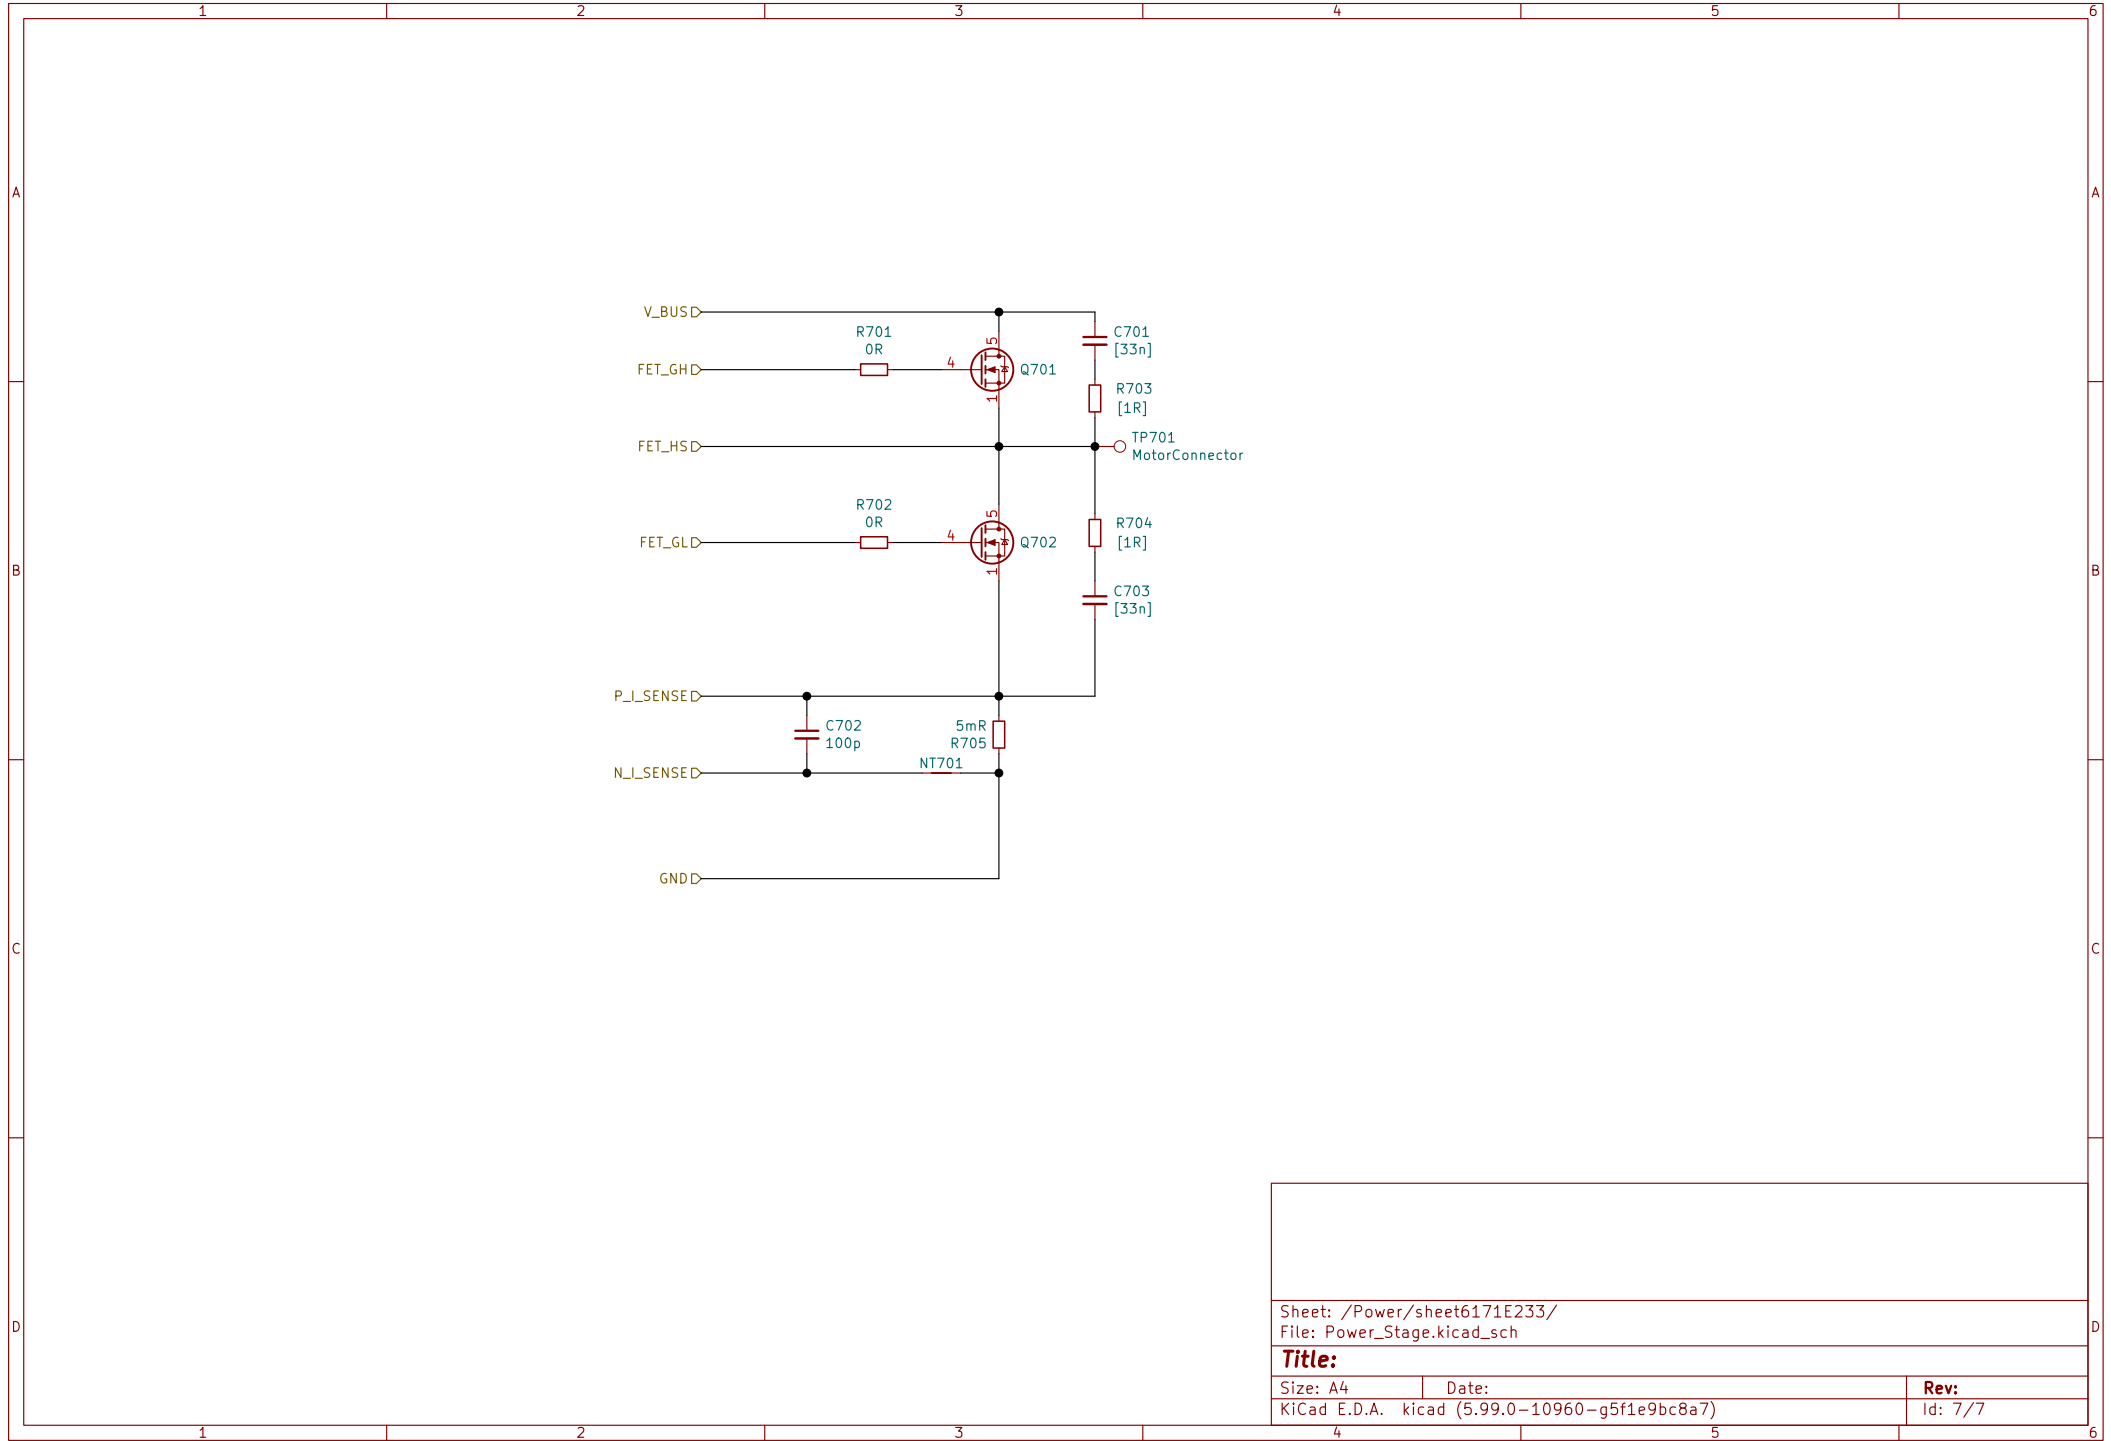 1 2 3 4 5 6
A A
V_BUS
R701
0R
5
C701
[33n]
FET_GH
4
Q701
R703
[1R]
1
FET_HS
TP701
MotorConnector
R702
0R
5
R704
[1R]
FET_GL
4
Q702
B B
1
C703
[33n]
P_I_SENSE
C702
100p
5mR
R705
NT701
N_I_SENSE
GND
C C
Sheet: /Power/sheet6171E233/
File: Power_Stage.kicad_sch
D D
Title:
Size: A4 Date: Rev:
KiCad E.D.A. kicad (5.99.0-10960-g5f1e9bc8a7) Id: 7/7
1 2 3 4 5 6